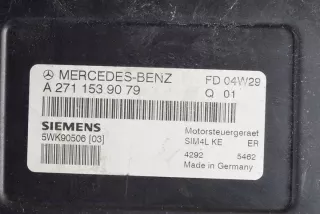 MERCEDES-BENZ FD 04W29
A 271 153 90 79 Q 01
SIEMENS Motorsteuergeraet
5WK90506 [03] SIM4L KE ER
4292 5462
Made in Germany